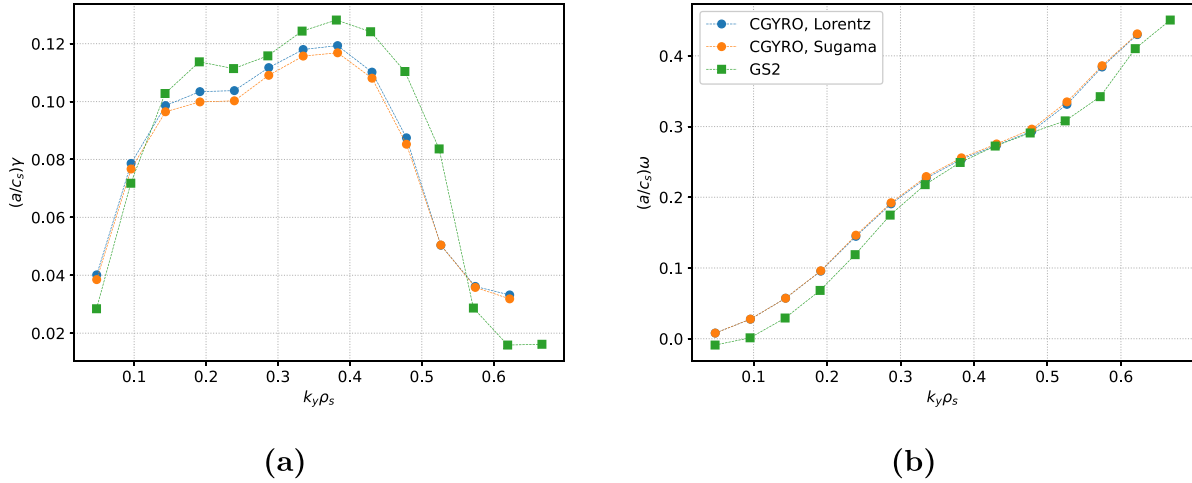 0.12
0.10
0.08
0.06
0.04
0.02
(a/c_s)γ
0.1 0.2 0.3 0.4 0.5 0.6
k_yρ_s
(a)
CGYRO, Lorentz
CGYRO, Sugama
GS2
0.4
0.3
0.2
0.1
0.0
(a/c_s)ω
0.1 0.2 0.3 0.4 0.5 0.6
k_yρ_s
(b)